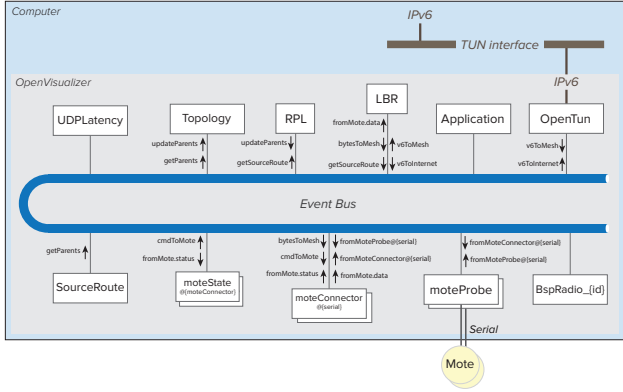 Computer
IPv6
TUN interface
OpenVisualizer
IPv6
UDPLatency
Topology
RPL
LBR
Application
OpenTun
updateParents
getParents
updateParents
getSourceRoute
fromMote.data
bytesToMesh
v6ToMesh
getSourceRoute
v6ToInternet
v6ToMesh
v6ToInternet
Event Bus
getParents
cmdToMote
fromMote.status
bytesToMesh
fromMoteProbe@(serial)
cmdToMote
fromMoteConnector@(serial)
fromMote.status
fromMote.data
fromMoteConnector@(serial)
fromMoteProbe@(serial)
SourceRoute
moteState
@(moteConnector)
moteConnector
@(serial)
moteProbe
BspRadio_{id}
Serial
Mote